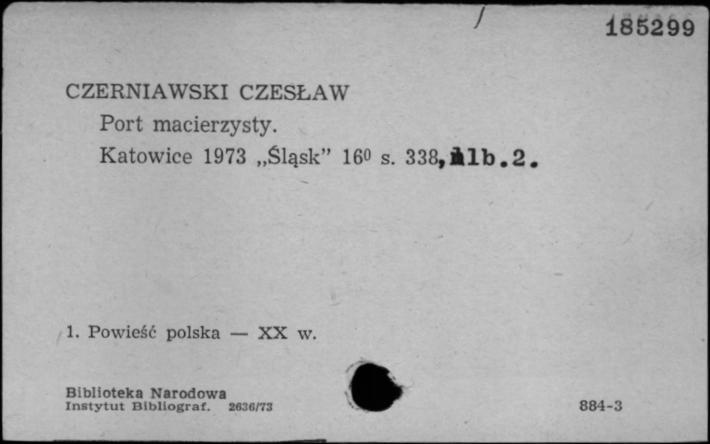 185299
CZERNIAWSKI CZESŁAW
Port macierzysty.
Katowice 1973 „Śląsk” 16⁰ s. 338, nlb.2.
1. Powieść polska — XX w.
Biblioteka Narodowa
Instytut Bibliograf. 2636/73
884-3